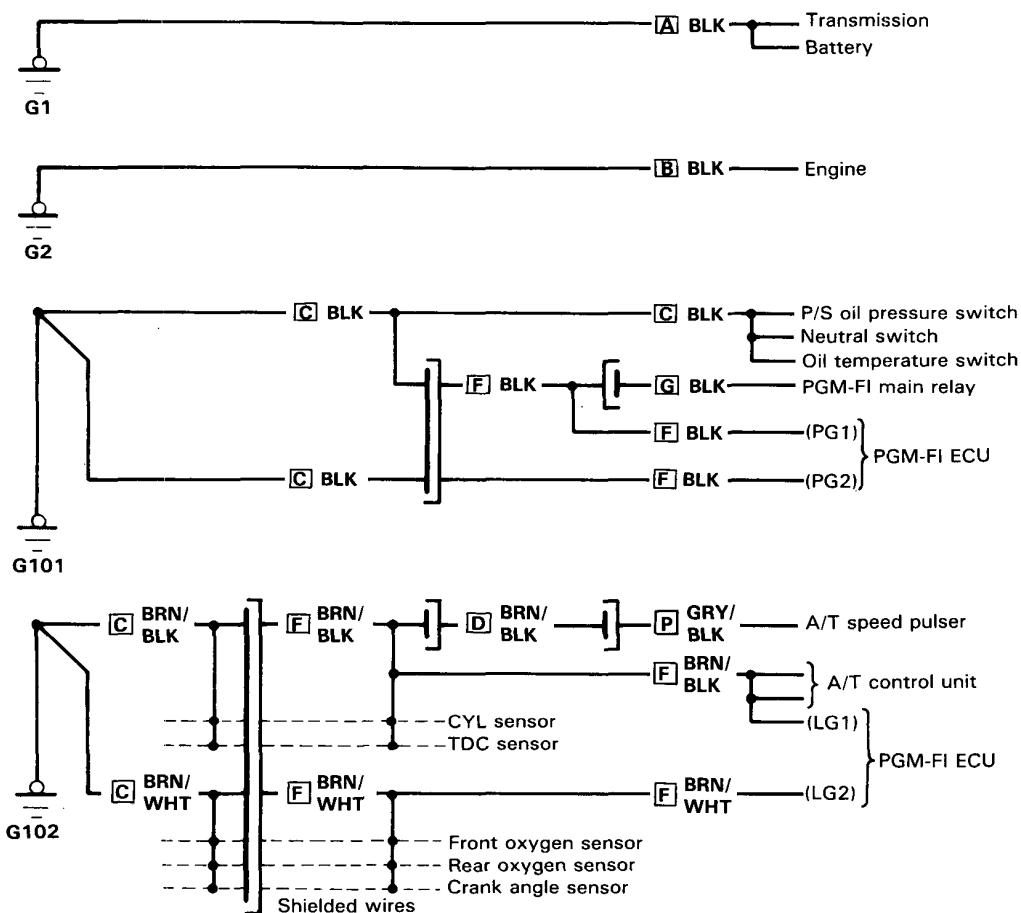 A BLK Transmission
Battery
G1
B BLK Engine
G2
C BLK C BLK P/S oil pressure switch
Neutral switch
Oil temperature switch
F BLK G BLK PGM-FI main relay
F BLK (PG1)
PGM-FI ECU
C BLK F BLK (PG2)
G101
C BRN/BLK F BRN/BLK D BRN/BLK P GRY/BLK A/T speed pulser
F BRN/BLK A/T control unit
CYL sensor (LG1)
TDC sensor
PGM-FI ECU
C BRN/WHT F BRN/WHT F BRN/WHT (LG2)
G102
Front oxygen sensor
Rear oxygen sensor
Crank angle sensor
Shielded wires